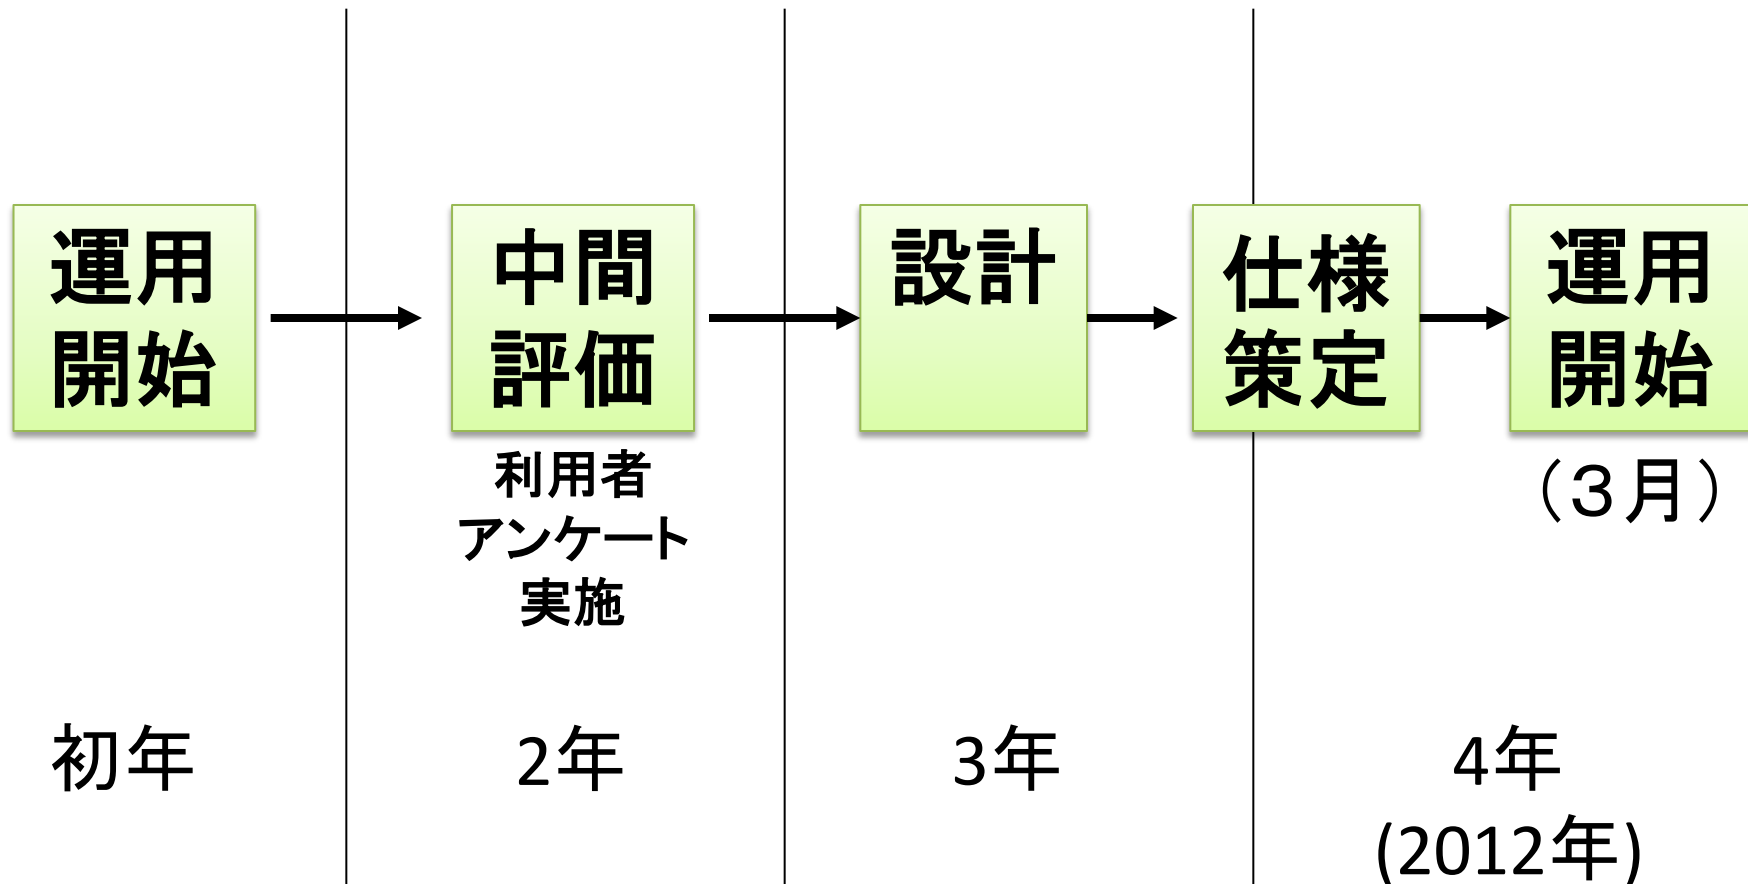 運用
開始
中間
評価
利用者
アンケート
実施
設計
仕様
策定
運用
開始
（３月）
初年
2年
3年
4年
(2012年)